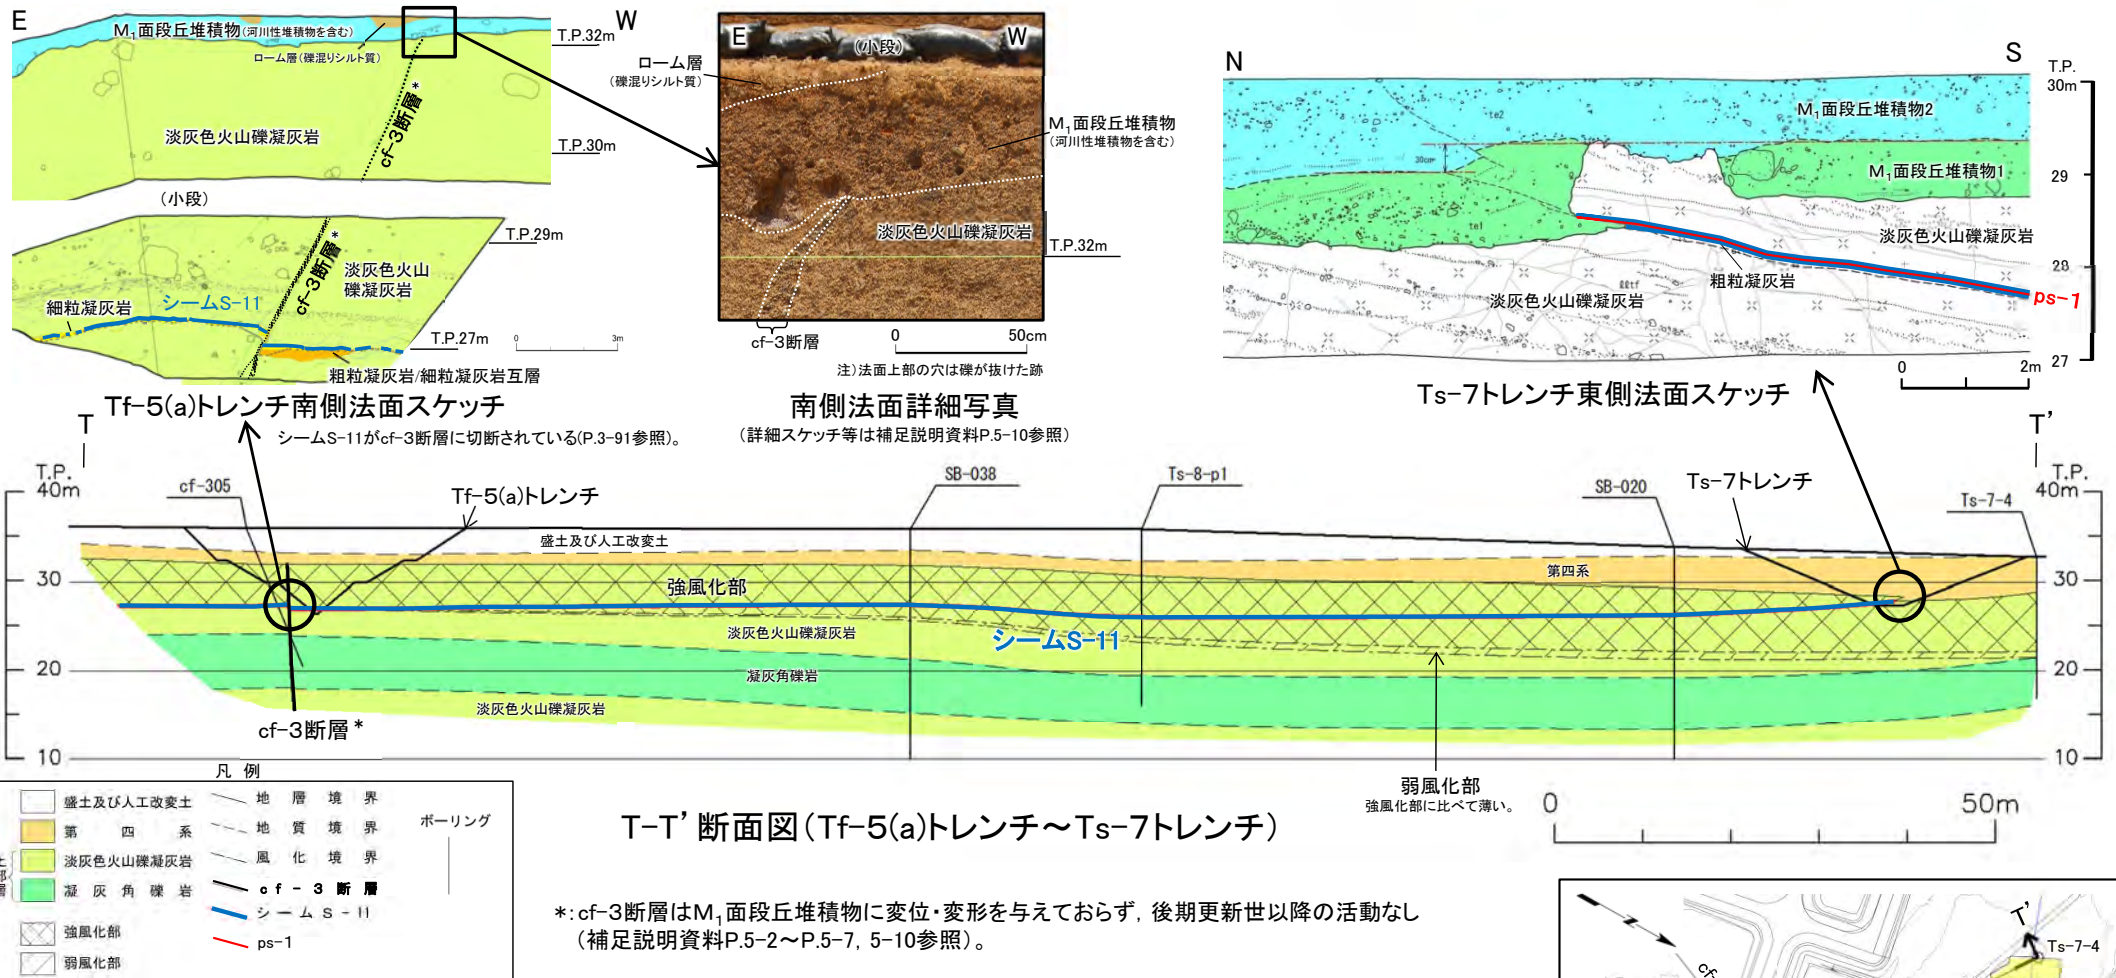 E
M₁面段丘堆積物(河川性堆積物を含む)
ローム層(礫混りシルト質)
W
T.P.32m
cf-3断層*
淡灰色火山礫凝灰岩
T.P.30m
(小段)
T.P.29m
cf-3断層*
淡灰色火山
礫凝灰岩
細粒凝灰岩
シームS-11
T.P.27m
0 3m
粗粒凝灰岩/細粒凝灰岩互層
Tf-5(a)トレンチ南側法面スケッチ
シームS-11がcf-3断層に切断されている(P.3-91参照)。
E
(小段)
W
ローム層
(礫混りシルト質)
M₁面段丘堆積物
(河川性堆積物を含む)
淡灰色火山礫凝灰岩
T.P.32m
cf-3断層
0 50cm
注)法面上部の穴は礫が抜けた跡
南側法面詳細写真
(詳細スケッチ等は補足説明資料P.5-10参照)
N
S
T.P.
30m
te2
M₁面段丘堆積物2
30cm
M₁面段丘堆積物1
29
te1
淡灰色火山礫凝灰岩
28
粗粒凝灰岩
ℓℓtf
淡灰色火山礫凝灰岩
ps-1
27
0 2m
Ts-7トレンチ東側法面スケッチ
T
T'
T.P.
40m
cf-305
Tf-5(a)トレンチ
SB-038
Ts-8-p1
SB-020
Ts-7トレンチ
Ts-7-4
T.P.
40m
盛土及び人工改変土
第四系
30
強風化部
30
淡灰色火山礫凝灰岩
シームS-11
20
凝灰角礫岩
20
淡灰色火山礫凝灰岩
cf-3断層*
10
10
弱風化部
強風化部に比べて薄い。
凡例
盛土及び人工改変土
第四系
淡灰色火山礫凝灰岩
凝灰角礫岩
強風化部
弱風化部
地層境界
地質境界
風化境界
cf-3断層
シームS-11
ps-1
ボーリング
T-T'断面図(Tf-5(a)トレンチ～Ts-7トレンチ)
0 50m
*:cf-3断層はM₁面段丘堆積物に変位・変形を与えておらず, 後期更新世以降の活動なし
(補足説明資料P.5-2～P.5-7, 5-10参照)。
T'
Ts-7-4